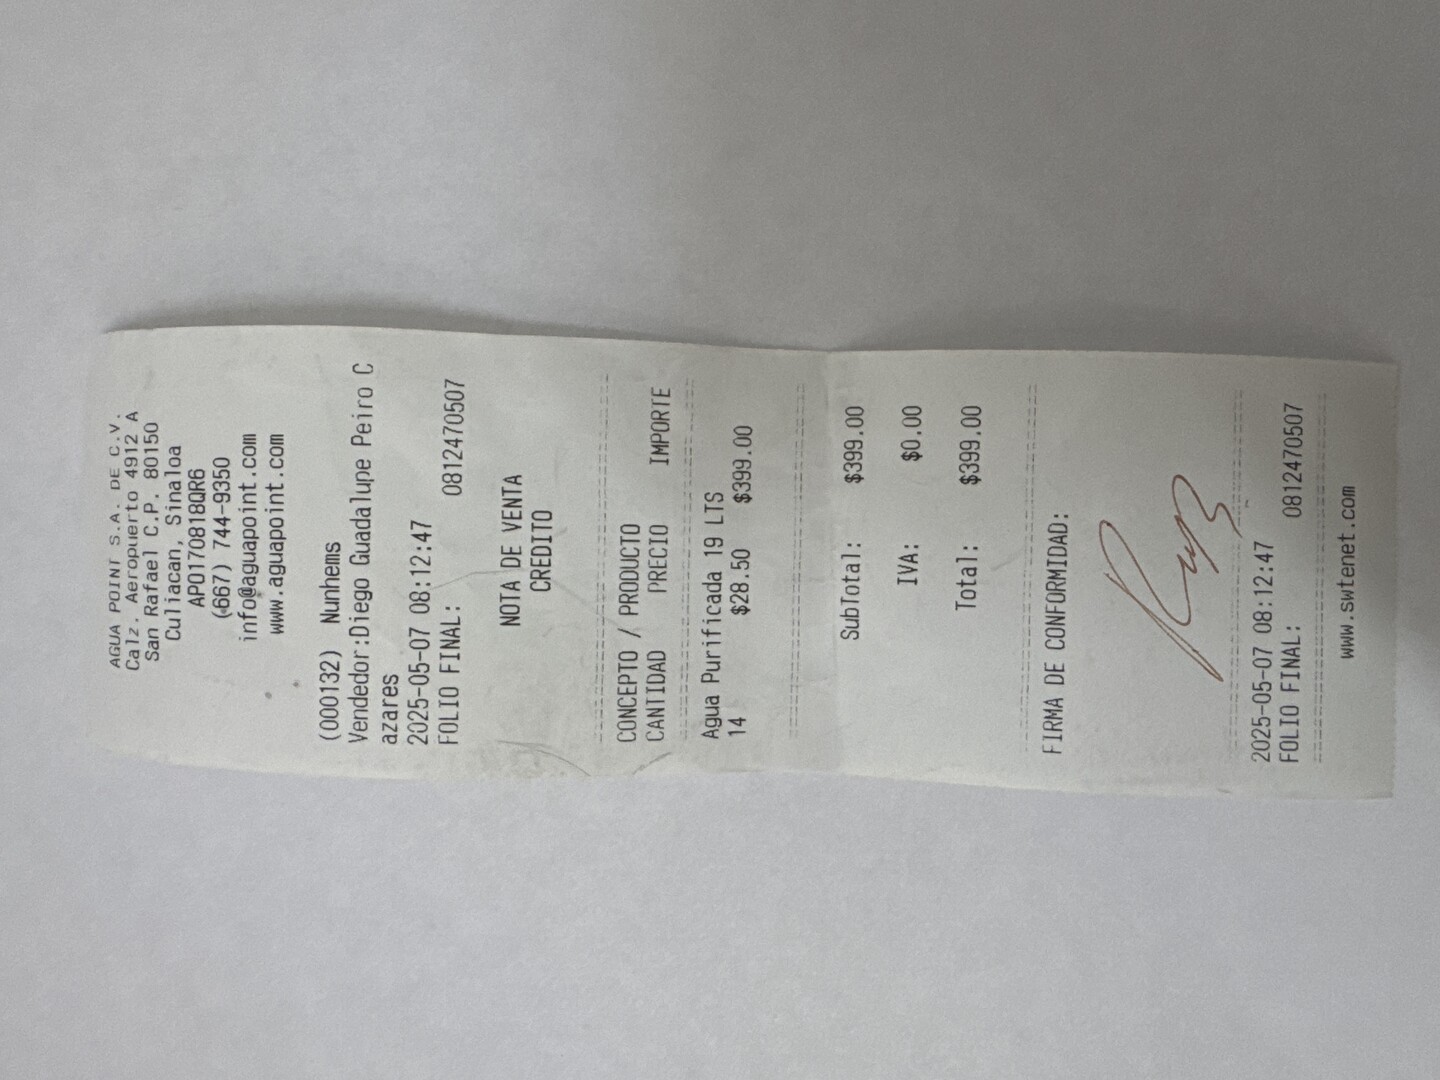 AGUA POINT S.A. DE C.V.
Calz. Aeropuerto 4912 A
San Rafael C.P. 80150
Culiacan, Sinaloa
APO170818QR6
(667) 744-9350
info@aguapoint.com
www.aguapoint.com
(000132) Nunhems
Vendedor:Diego Guadalupe Peiro C
azares
2025-05-07 08:12:47
FOLIO FINAL: 0812470507
NOTA DE VENTA
CREDITO
CONCEPTO / PRODUCTO
CANTIDAD PRECIO IMPORTE
Agua Purificada 19 LTS
14 $28.50 $399.00
SubTotal: $399.00
IVA: $0.00
Total: $399.00
FIRMA DE CONFORMIDAD:
2025-05-07 08:12:47
FOLIO FINAL: 0812470507
www.swtenet.com